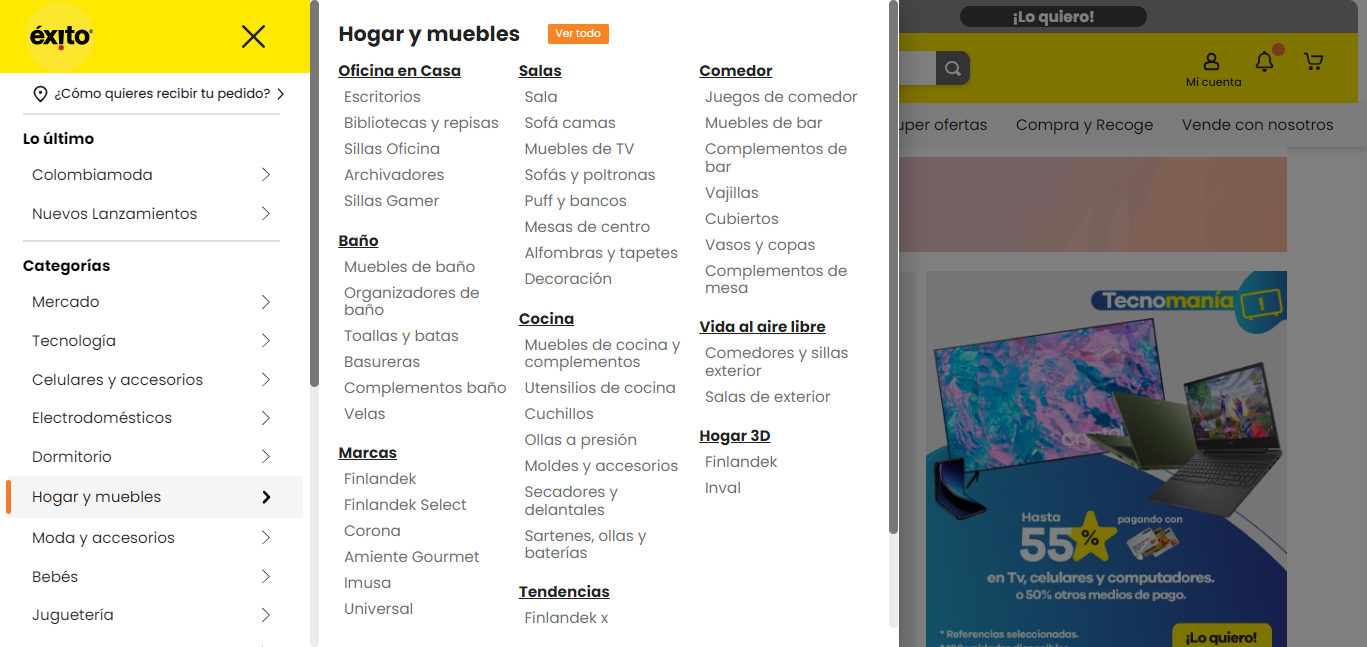 éxito
¿Cómo quieres recibir tu pedido?
Lo último
Colombiamoda
Nuevos Lanzamientos
Categorías
Mercado
Tecnología
Celulares y accesorios
Electrodomésticos
Dormitorio
Hogar y muebles
Moda y accesorios
Bebés
Juguetería
Hogar y muebles
Ver todo
Oficina en Casa
Escritorios
Bibliotecas y repisas
Sillas Oficina
Archivadores
Sillas Gamer
Baño
Muebles de baño
Organizadores de
baño
Toallas y batas
Basureras
Complementos baño
Velas
Marcas
Finlandek
Finlandek Select
Corona
Amiente Gourmet
Imusa
Universal
Salas
Sala
Sofá camas
Muebles de TV
Sofás y poltronas
Puff y bancos
Mesas de centro
Alfombras y tapetes
Decoración
Cocina
Muebles de cocina y
complementos
Utensilios de cocina
Cuchillos
Ollas a presión
Moldes y accesorios
Secadores y
delantales
Sartenes, ollas y
baterías
Tendencias
Finlandek x
Comedor
Juegos de comedor
Muebles de bar
Complementos de
bar
Vajillas
Cubiertos
Vasos y copas
Complementos de
mesa
Vida al aire libre
Comedores y sillas
exterior
Salas de exterior
Hogar 3D
Finlandek
Inval
¡Lo quiero!
Mi cuenta
uper ofertas
Compra y Recoge
Vende con nosotros
Tecnomanía
Hasta
55%
pagando con
en Tv, celulares y computadores.
o 50% otros medios de pago.
* Referencias seleccionadas.
¡Lo quiero!